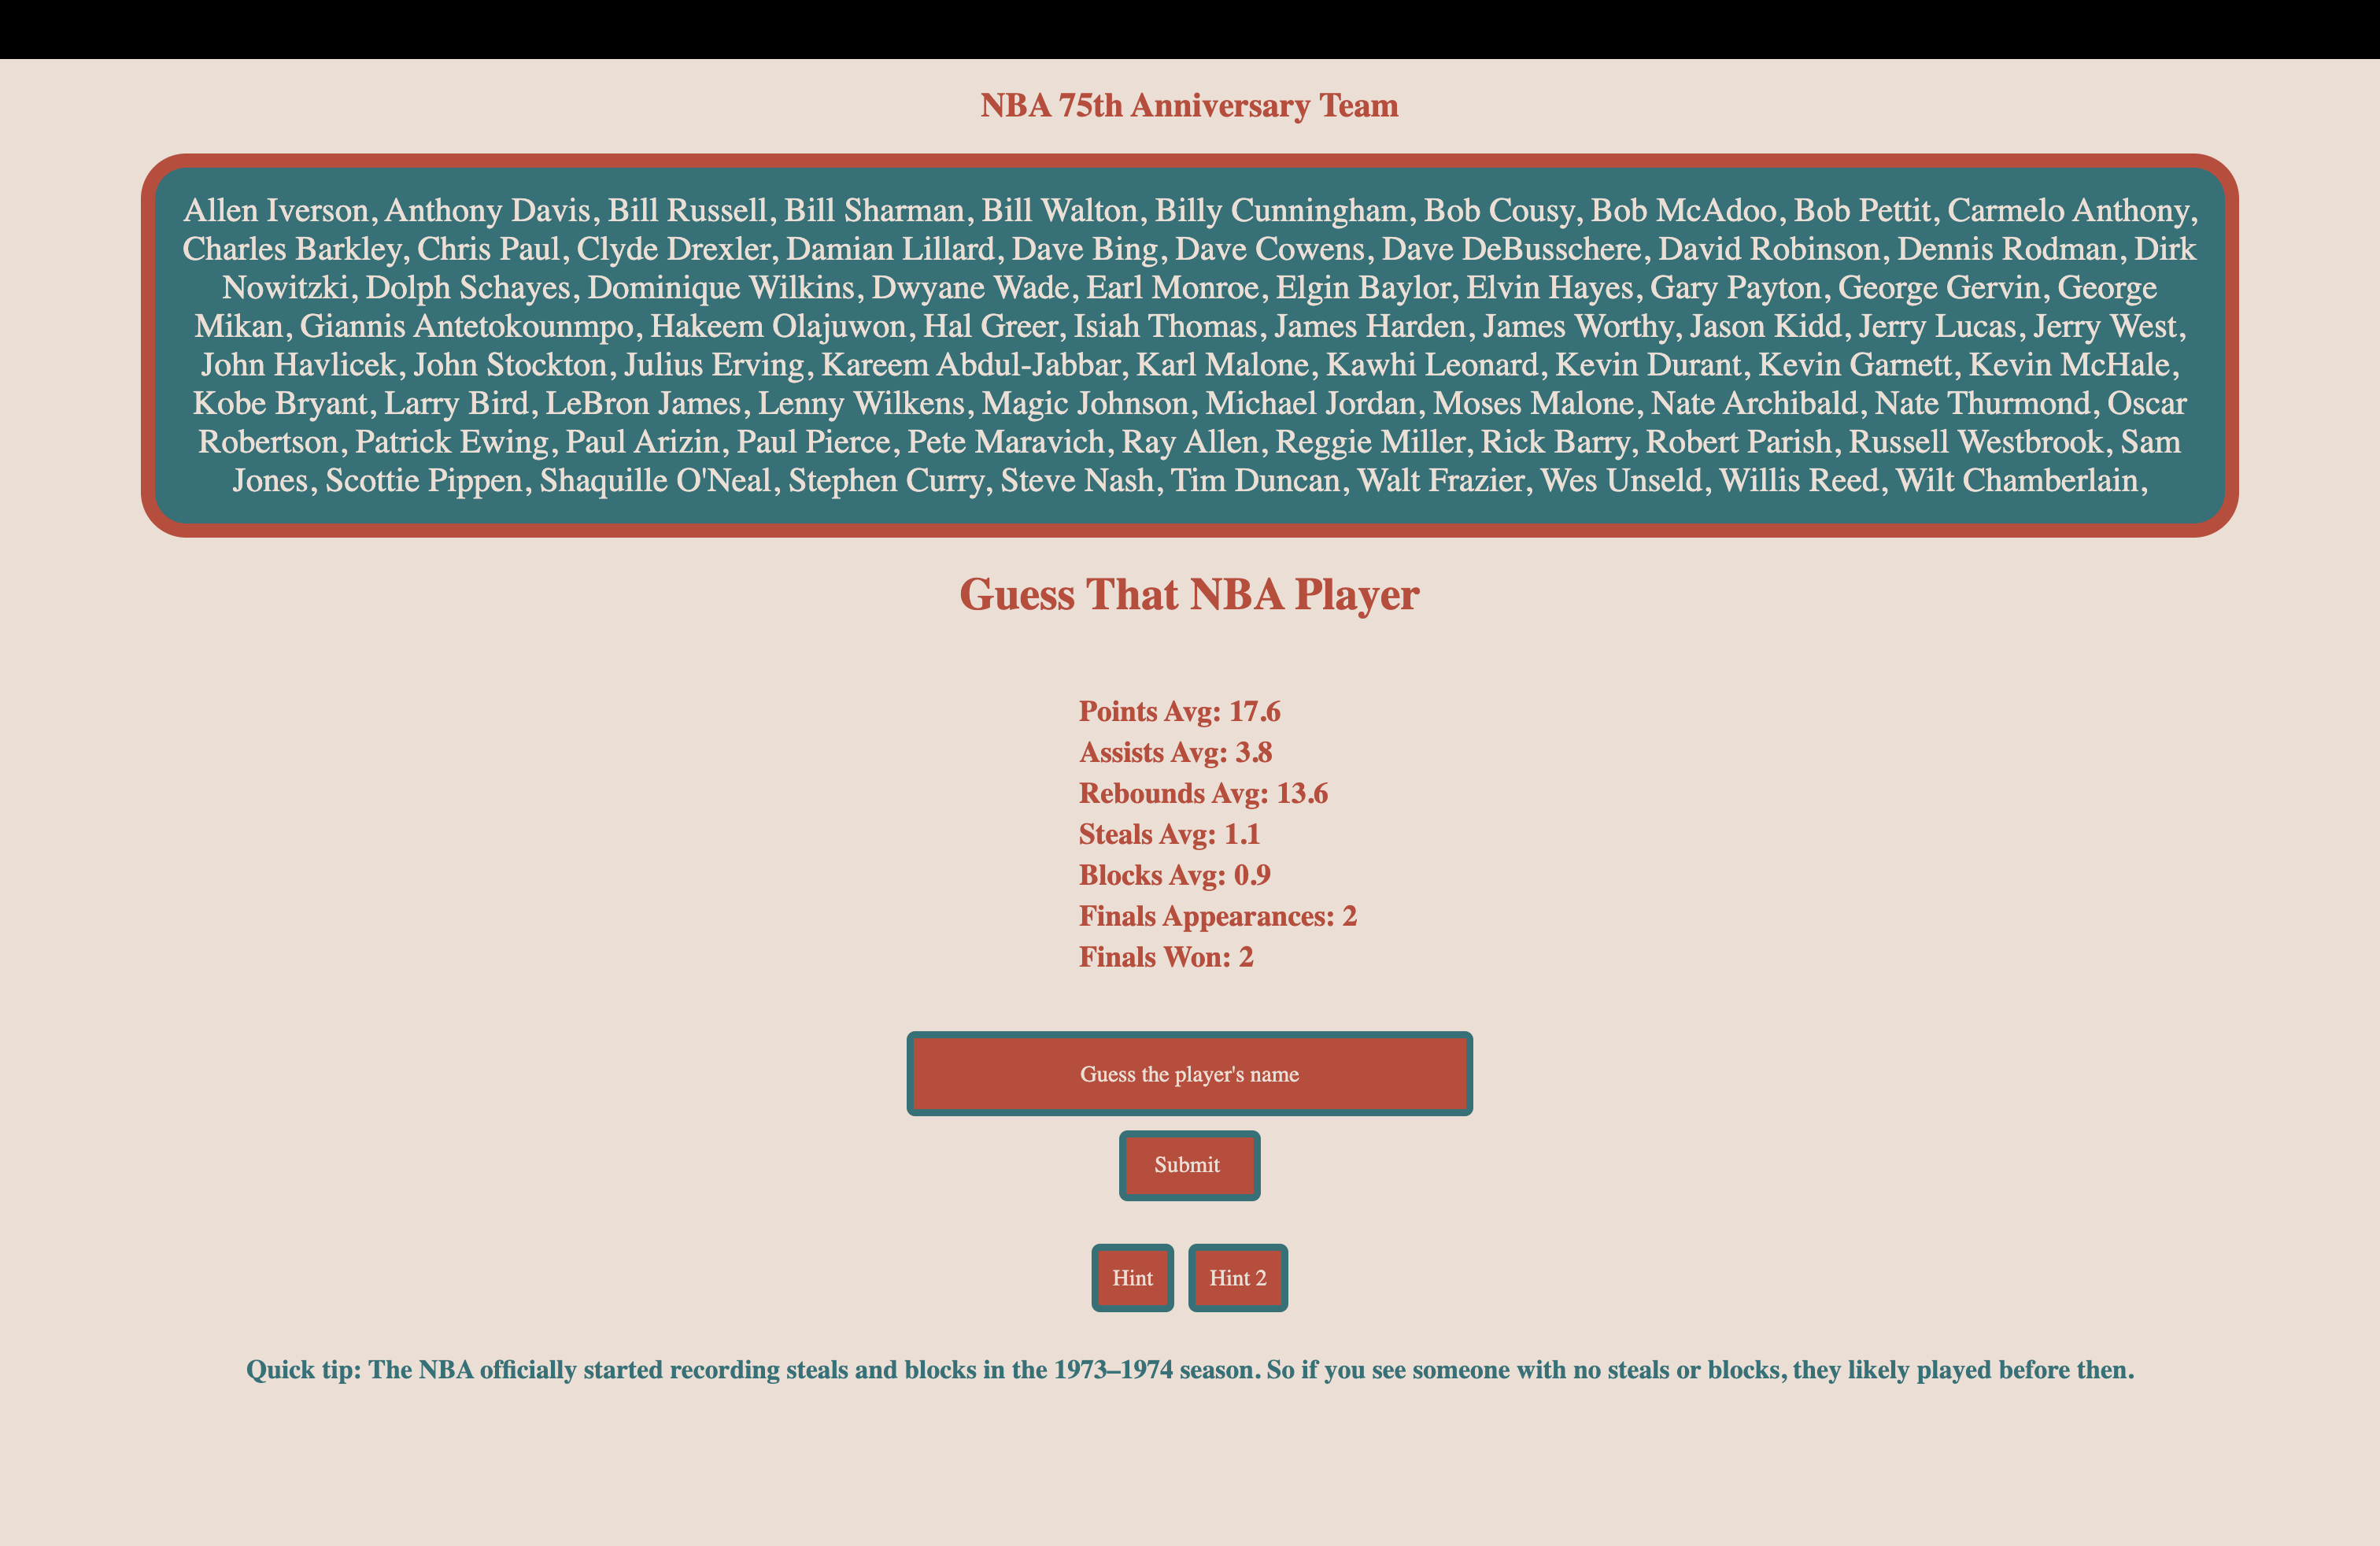 NBA 75th Anniversary Team
Allen Iverson, Anthony Davis, Bill Russell, Bill Sharman, Bill Walton, Billy Cunningham, Bob Cousy, Bob McAdoo, Bob Pettit, Carmelo Anthony,
Charles Barkley, Chris Paul, Clyde Drexler, Damian Lillard, Dave Bing, Dave Cowens, Dave DeBusschere, David Robinson, Dennis Rodman, Dirk
Nowitzki, Dolph Schayes, Dominique Wilkins, Dwyane Wade, Earl Monroe, Elgin Baylor, Elvin Hayes, Gary Payton, George Gervin, George
Mikan, Giannis Antetokounmpo, Hakeem Olajuwon, Hal Greer, Isiah Thomas, James Harden, James Worthy, Jason Kidd, Jerry Lucas, Jerry West,
John Havlicek, John Stockton, Julius Erving, Kareem Abdul-Jabbar, Karl Malone, Kawhi Leonard, Kevin Durant, Kevin Garnett, Kevin McHale,
Kobe Bryant, Larry Bird, LeBron James, Lenny Wilkens, Magic Johnson, Michael Jordan, Moses Malone, Nate Archibald, Nate Thurmond, Oscar
Robertson, Patrick Ewing, Paul Arizin, Paul Pierce, Pete Maravich, Ray Allen, Reggie Miller, Rick Barry, Robert Parish, Russell Westbrook, Sam
Jones, Scottie Pippen, Shaquille O'Neal, Stephen Curry, Steve Nash, Tim Duncan, Walt Frazier, Wes Unseld, Willis Reed, Wilt Chamberlain,
Guess That NBA Player
Points Avg: 17.6
Assists Avg: 3.8
Rebounds Avg: 13.6
Steals Avg: 1.1
Blocks Avg: 0.9
Finals Appearances: 2
Finals Won: 2
Guess the player's name
Submit
Hint
Hint 2
Quick tip: The NBA officially started recording steals and blocks in the 1973–1974 season. So if you see someone with no steals or blocks, they likely played before then.